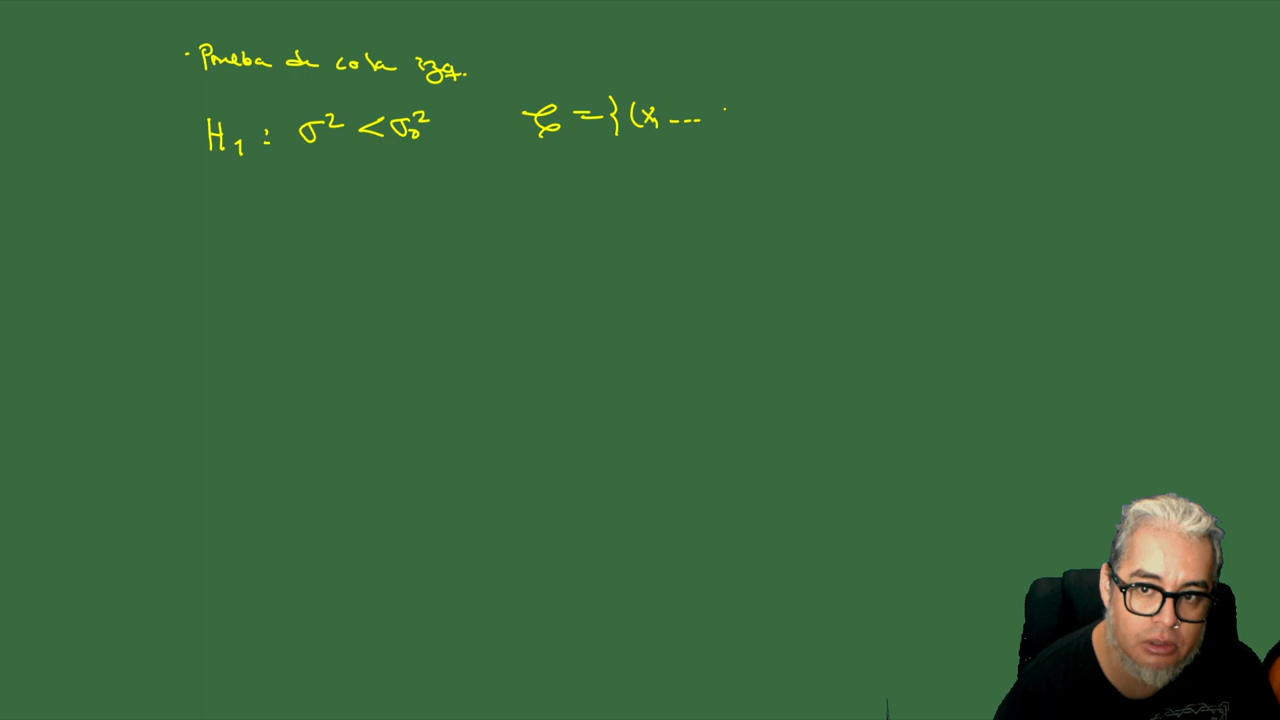 · Prueba de cola izq.
H₁ : σ² < σ₀² 𝒞 = { (x₁ ---